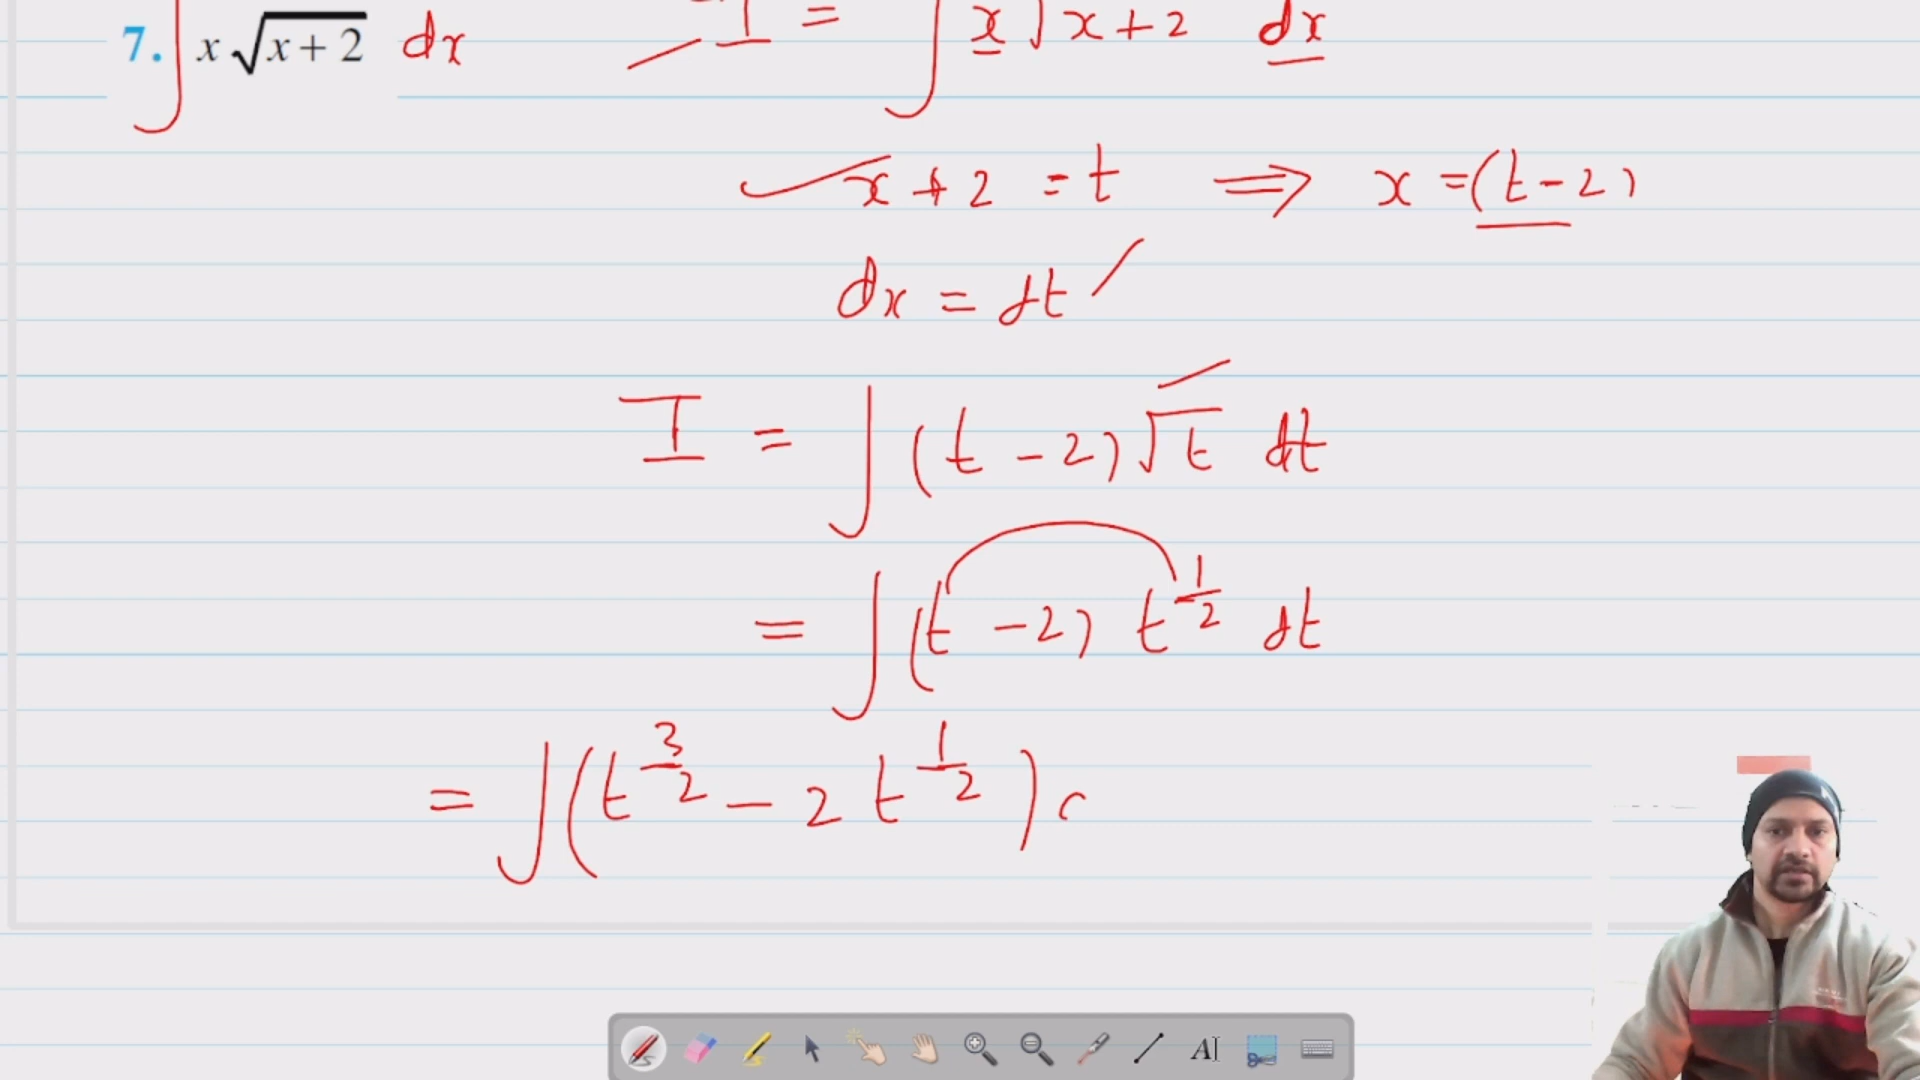 7. ∫ x √(x + 2) dx
I = ∫ x √x+2 dx
x + 2 = t ⇒ x = (t - 2)
dx = dt
I = ∫ (t - 2) √t dt
= ∫ (t - 2) t^(1/2) dt
= ∫ (t^(3/2) - 2 t^(1/2))
AI